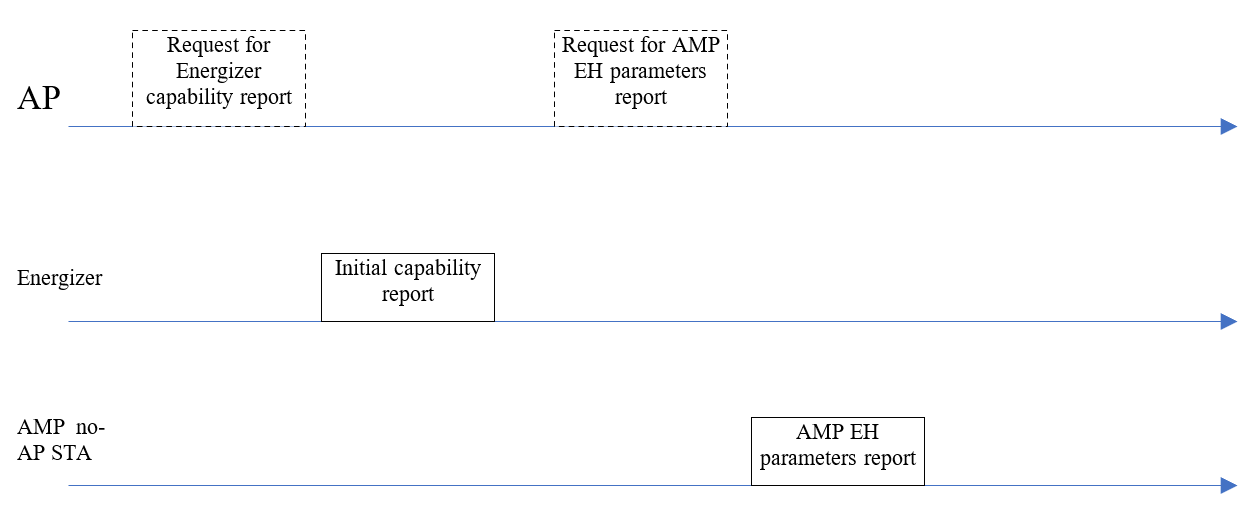 Request for
Energizer
capability report
Request for AMP
EH parameters
report
AP
Initial capability
report
Energizer
AMP no-
AP STA
AMP EH
parameters report